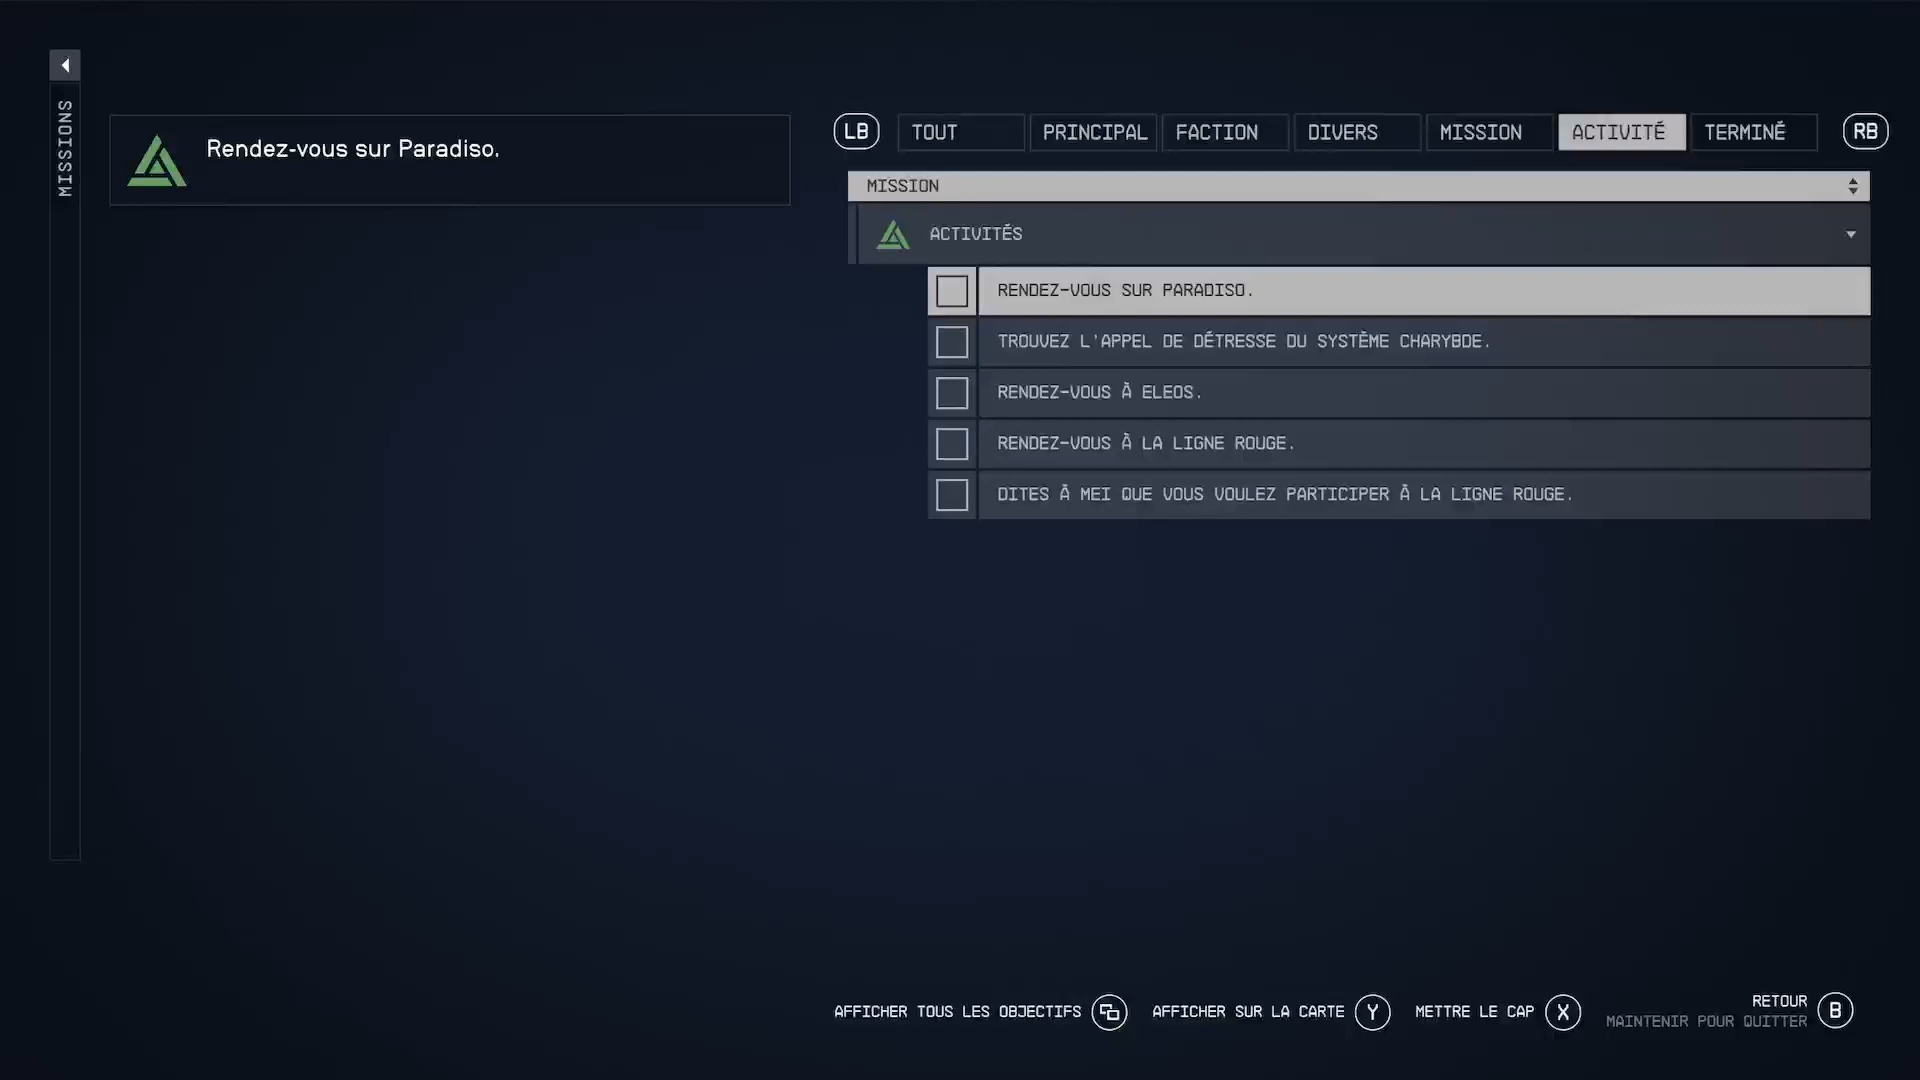 MISSIONS
Rendez-vous sur Paradiso.
LB
TOUT
PRINCIPAL
FACTION
DIVERS
MISSION
ACTIVITÉ
TERMINÉ
RB
MISSION
ACTIVITÉS
RENDEZ-VOUS SUR PARADISO.
TROUVEZ L'APPEL DE DÉTRESSE DU SYSTÈME CHARYBDE.
RENDEZ-VOUS À ELEOS.
RENDEZ-VOUS À LA LIGNE ROUGE.
DITES À MEI QUE VOUS VOULEZ PARTICIPER À LA LIGNE ROUGE.
AFFICHER TOUS LES OBJECTIFS
AFFICHER SUR LA CARTE Y
METTRE LE CAP X
RETOUR B
MAINTENIR POUR QUITTER